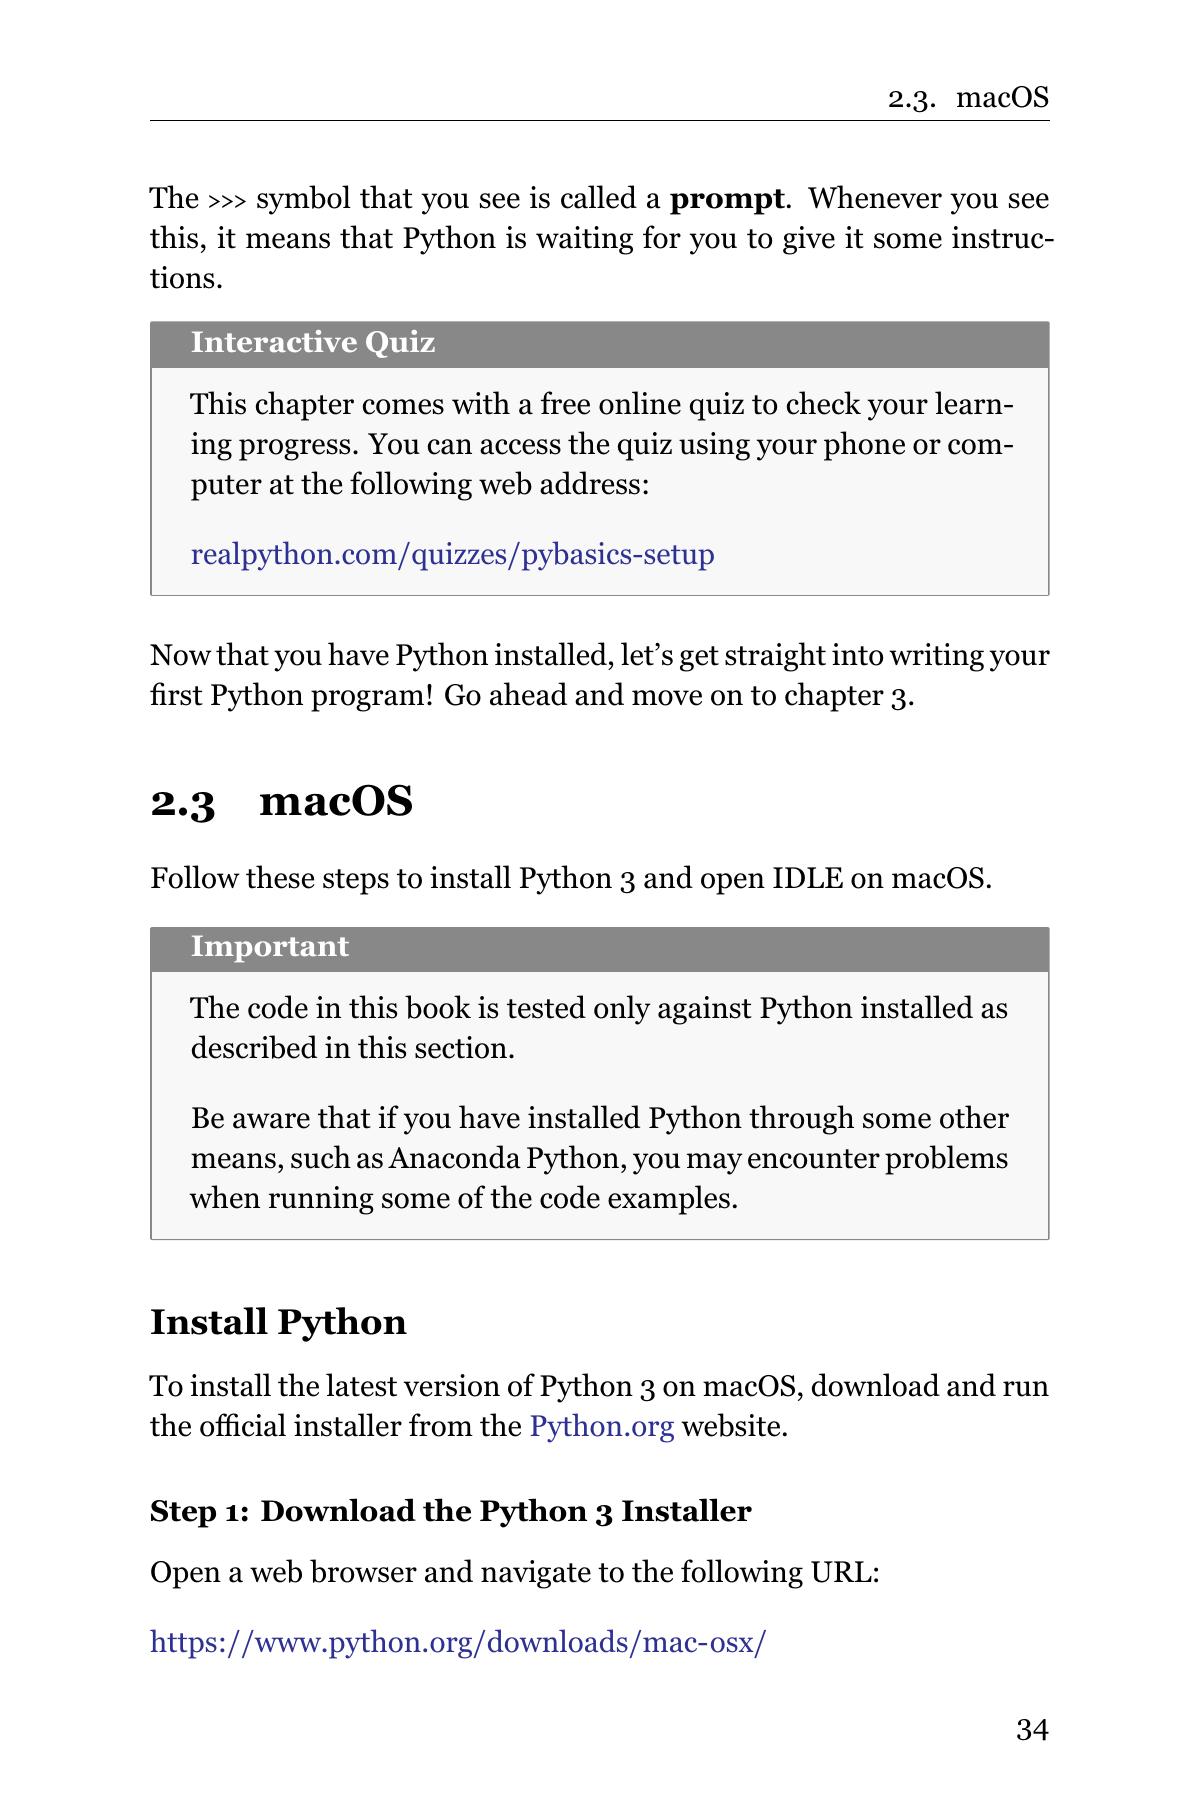 2.3. macOS
The >>> symbol that you see is called a prompt. Whenever you see
this, it means that Python is waiting for you to give it some instruc-
tions.
Interactive Quiz
This chapter comes with a free online quiz to check your learn-
ing progress. You can access the quiz using your phone or com-
puter at the following web address:
realpython.com/quizzes/pybasics-setup
Now that you have Python installed, let’s get straight into writing your
first Python program! Go ahead and move on to chapter 3.
2.3 macOS
Follow these steps to install Python 3 and open IDLE on macOS.
Important
The code in this book is tested only against Python installed as
described in this section.
Be aware that if you have installed Python through some other
means, such as Anaconda Python, you may encounter problems
when running some of the code examples.
Install Python
To install the latest version of Python 3 on macOS, download and run
the official installer from the Python.org website.
Step 1: Download the Python 3 Installer
Open a web browser and navigate to the following URL:
https://www.python.org/downloads/mac-osx/
34